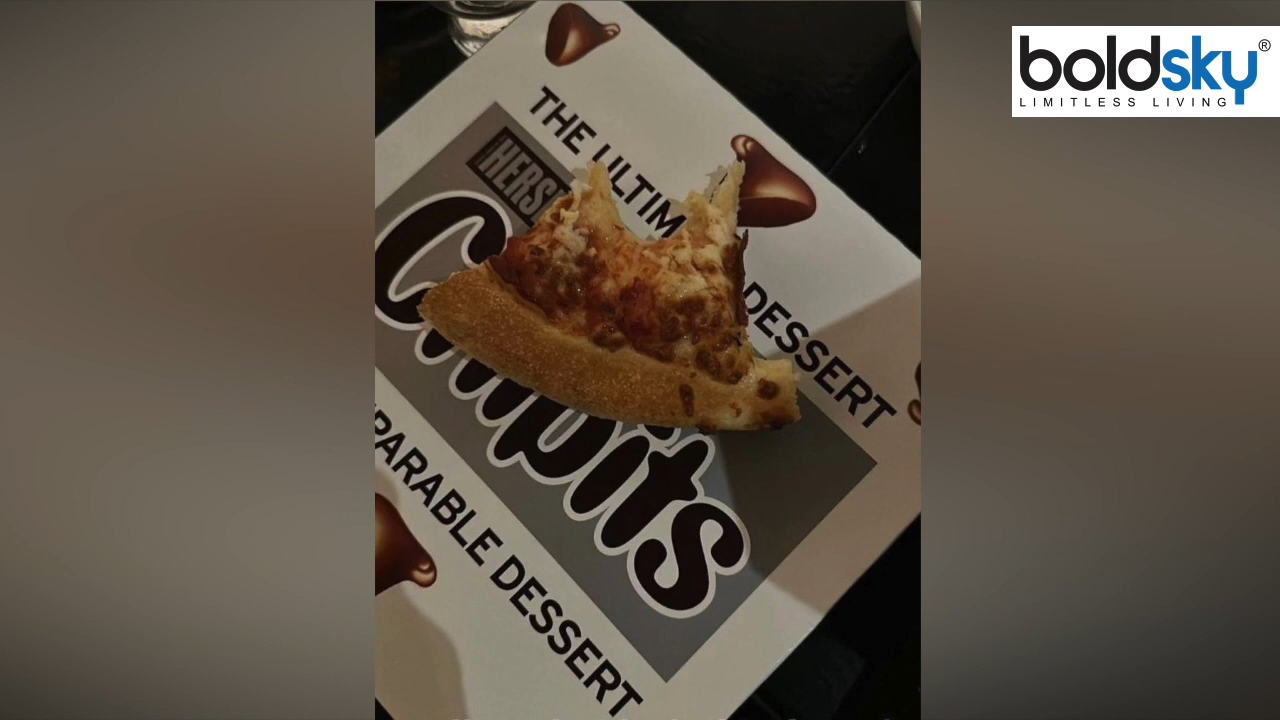 boldsky®
LIMITLESS LIVING
THE ULTIM
DESSERT
HERS
C
pits
PARABLE DESSERT